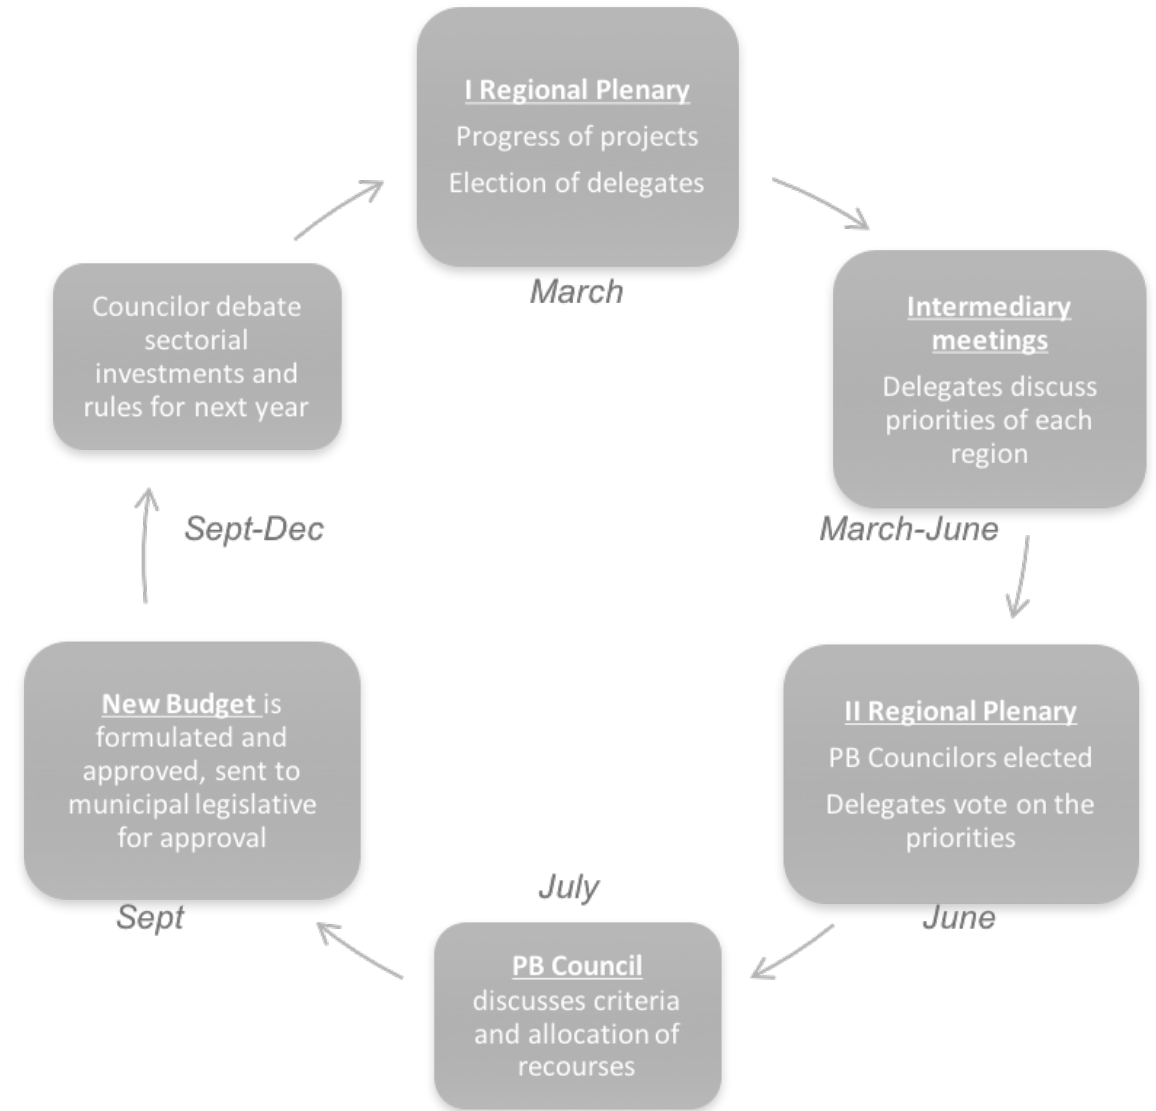 I Regional Plenary
Progress of projects
Election of delegates
March
Intermediary
meetings
Delegates discuss
priorities of each
region
March-June
II Regional Plenary
PB Councilors elected
Delegates vote on the
priorities
June
July
PB Council
discusses criteria
and allocation of
recourses
New Budget is
formulated and
approved, sent to
municipal legislative
for approval
Sept
Councilor debate
sectorial
investments and
rules for next year
Sept-Dec